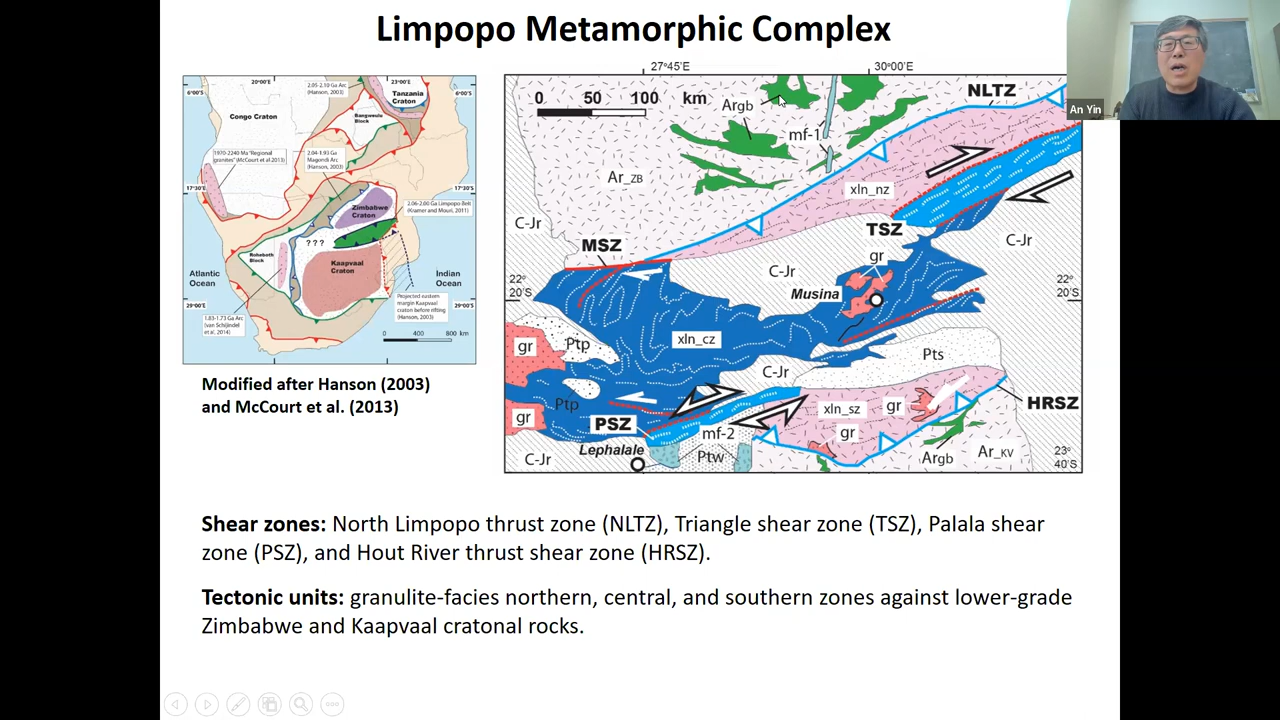 Limpopo Metamorphic Complex
20°00'E
23°00'E
6°00'S
6°00'S
2.05-2.10 Ga Arc
(Hanson, 2003)
Tanzania
Craton
Congo Craton
Bangweulu
Block
1970-2240 Ma "Regional
granites" (McCourt et al.2013)
2.04-1.93 Ga
Magondi Arc
(Hanson, 2003)
17°30'E
17°30'S
Zimbabwe
Craton
2.06-2.00 Ga Limpopo Belt
(Kramer and Mouri, 2011)
???
Rehoboth
Block
Kaapvaal
Craton
Atlantic
Ocean
Indian
Ocean
29°00'E
29°00'S
Projected eastern
margin Kaapvaal
craton before rifting
(Hanson, 2003)
1.83-1.73 Ga Arc
(van Schijndel
et al. 2014)
0 400 800 km
Modified after Hanson (2003)
and McCourt et al. (2013)
27°45'E
30°00'E
0 50 100 km
Argb
NLTZ
mf-1
Ar_ZB
xln_nz
C-Jr
TSZ
MSZ
C-Jr
C-Jr
gr
22°
20'S
22°
20'S
Musina
gr
Ptp
xln_cz
Pts
C-Jr
Ptp
gr
PSZ
xln_sz
gr
HRSZ
mf-2
gr
Lephalale
C-Jr
Ptw
Argb
Ar_KV
23°
40'S
An Yin
Shear zones: North Limpopo thrust zone (NLTZ), Triangle shear zone (TSZ), Palala shear
zone (PSZ), and Hout River thrust shear zone (HRSZ).
Tectonic units: granulite-facies northern, central, and southern zones against lower-grade
Zimbabwe and Kaapvaal cratonal rocks.